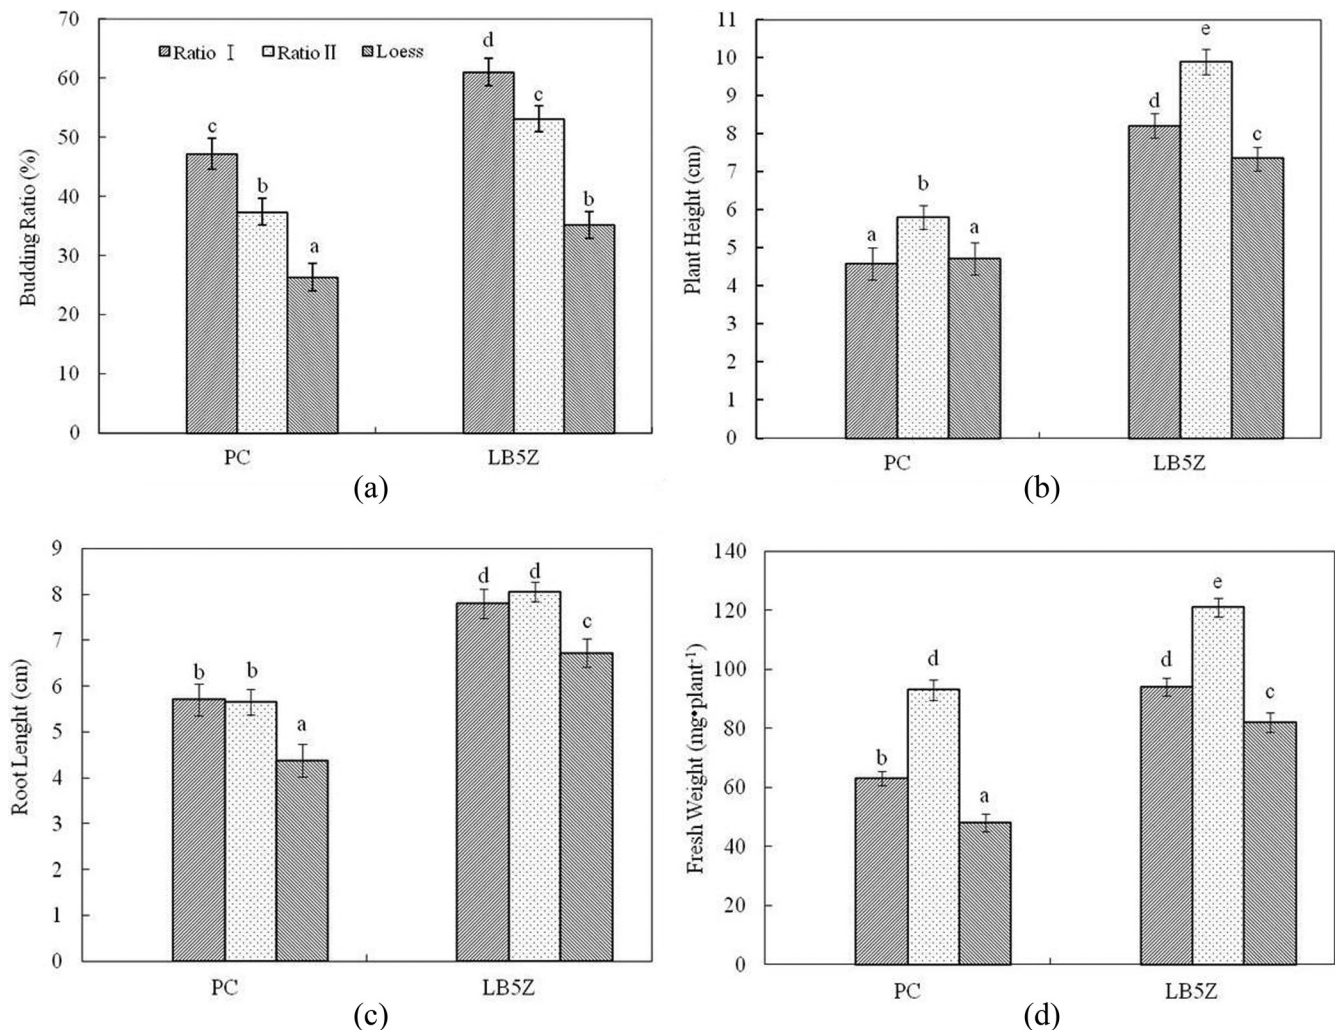 70
60
50
40
30
20
10
0
Budding Ratio (%)
Ratio Ⅰ Ratio Ⅱ Loess
c
b
a
d
c
b
PC LB5Z
(a)
11
10
9
8
7
6
5
4
3
2
1
0
Plant Height (cm)
a
b
a
d
e
c
PC LB5Z
(b)
9
8
7
6
5
4
3
2
1
0
Root Lenght (cm)
b
b
a
d
d
c
PC LB5Z
(c)
140
120
100
80
60
40
20
0
Fresh Weight (mg•plant⁻¹)
b
d
a
d
e
c
PC LB5Z
(d)